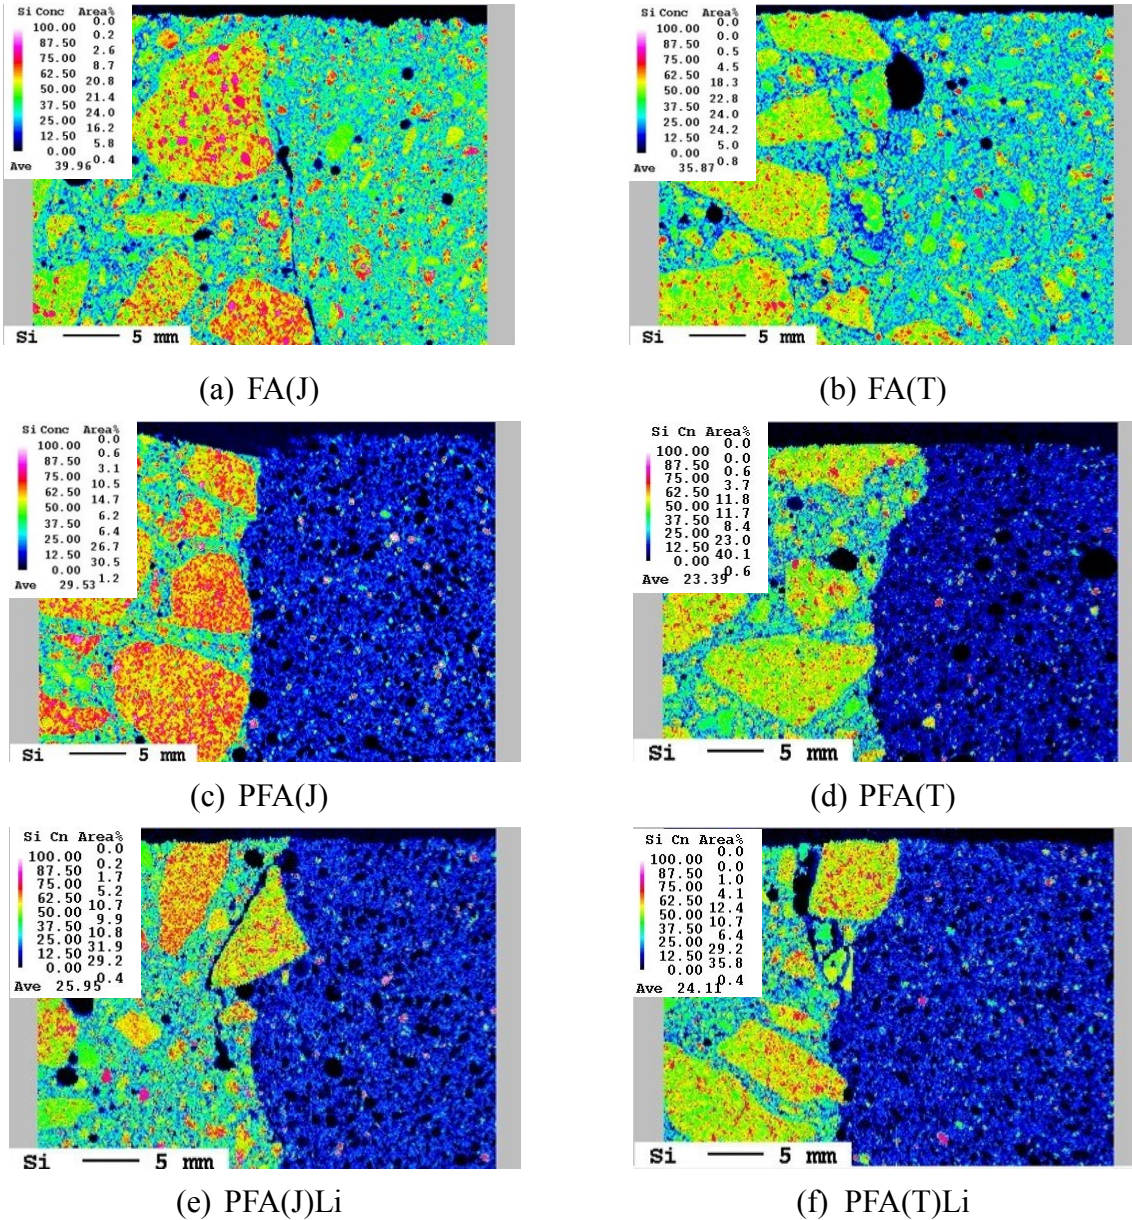 Si Conc Area%
0.0
100.00 0.2
87.50 2.6
75.00 8.7
62.50 20.8
50.00 21.4
37.50 24.0
25.00 16.2
12.50 5.8
0.00 0.4
Ave 39.96
Si 5 mm
(a) FA(J)
Si Conc Area%
0.0
100.00 0.0
87.50 0.5
75.00 4.5
62.50 18.3
50.00 22.8
37.50 24.0
25.00 24.2
12.50 5.0
0.00 0.8
Ave 35.87
Si 5 mm
(b) FA(T)
Si Conc Area%
0.0
100.00 0.6
87.50 3.1
75.00 10.5
62.50 14.7
50.00 6.2
37.50 6.4
25.00 26.7
12.50 30.5
0.00 1.2
Ave 29.53
Si 5 mm
(c) PFA(J)
Si Cn Area%
0.0
100.00 0.0
87.50 0.6
75.00 3.7
62.50 11.8
50.00 11.7
37.50 8.4
25.00 23.0
12.50 40.1
0.00 0.6
Ave 23.39
Si 5 mm
(d) PFA(T)
Si Cn Area%
0.0
100.00 0.2
87.50 1.7
75.00 5.2
62.50 10.7
50.00 9.9
37.50 10.8
25.00 31.9
12.50 29.2
0.00 0.4
Ave 25.95
Si 5 mm
(e) PFA(J)Li
Si Cn Area%
0.0
100.00 0.0
87.50 1.0
75.00 4.1
62.50 12.4
50.00 10.7
37.50 6.4
25.00 29.2
12.50 35.8
0.00 0.4
Ave 24.11
Si 5 mm
(f) PFA(T)Li